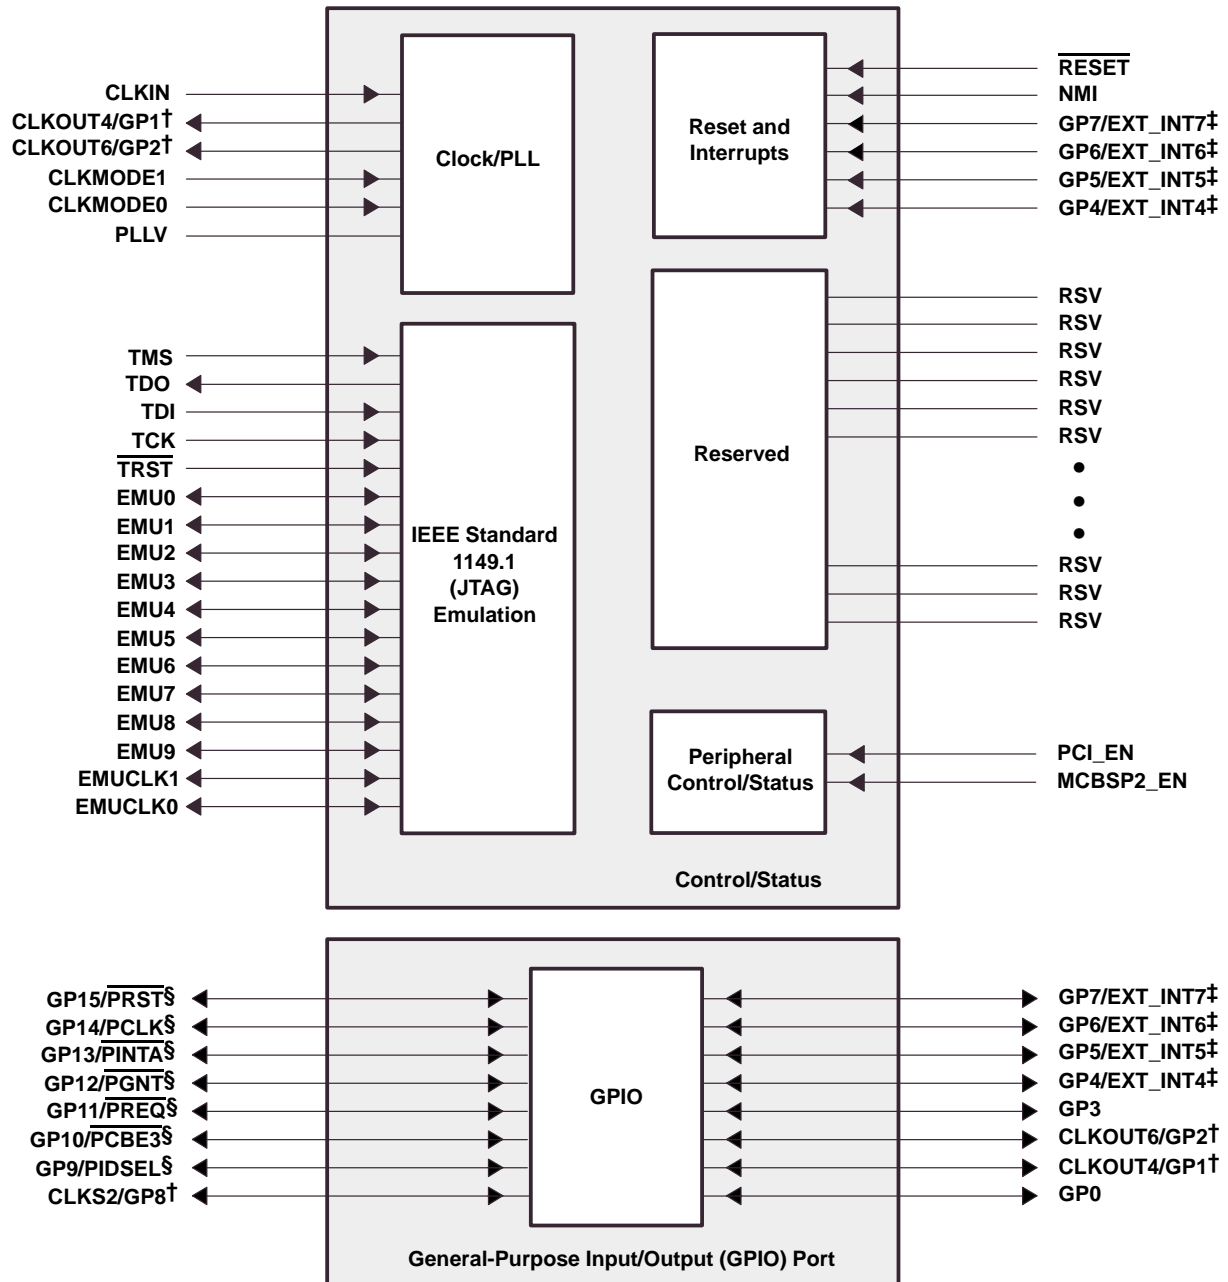 CLKIN
CLKOUT4/GP1†
CLKOUT6/GP2†
CLKMODE1
CLKMODE0
PLLV
Clock/PLL
Reset and
Interrupts
RESET
NMI
GP7/EXT_INT7‡
GP6/EXT_INT6‡
GP5/EXT_INT5‡
GP4/EXT_INT4‡
TMS
TDO
TDI
TCK
TRST
EMU0
EMU1
EMU2
EMU3
EMU4
EMU5
EMU6
EMU7
EMU8
EMU9
EMUCLK1
EMUCLK0
IEEE Standard
1149.1
(JTAG)
Emulation
Reserved
RSV
RSV
RSV
RSV
RSV
RSV
RSV
RSV
RSV
Peripheral
Control/Status
PCI_EN
MCBSP2_EN
Control/Status
GP15/PRST§
GP14/PCLK§
GP13/PINTA§
GP12/PGNT§
GP11/PREQ§
GP10/PCBE3§
GP9/PIDSEL§
CLKS2/GP8†
GPIO
GP7/EXT_INT7‡
GP6/EXT_INT6‡
GP5/EXT_INT5‡
GP4/EXT_INT4‡
GP3
CLKOUT6/GP2†
CLKOUT4/GP1†
GP0
General-Purpose Input/Output (GPIO) Port